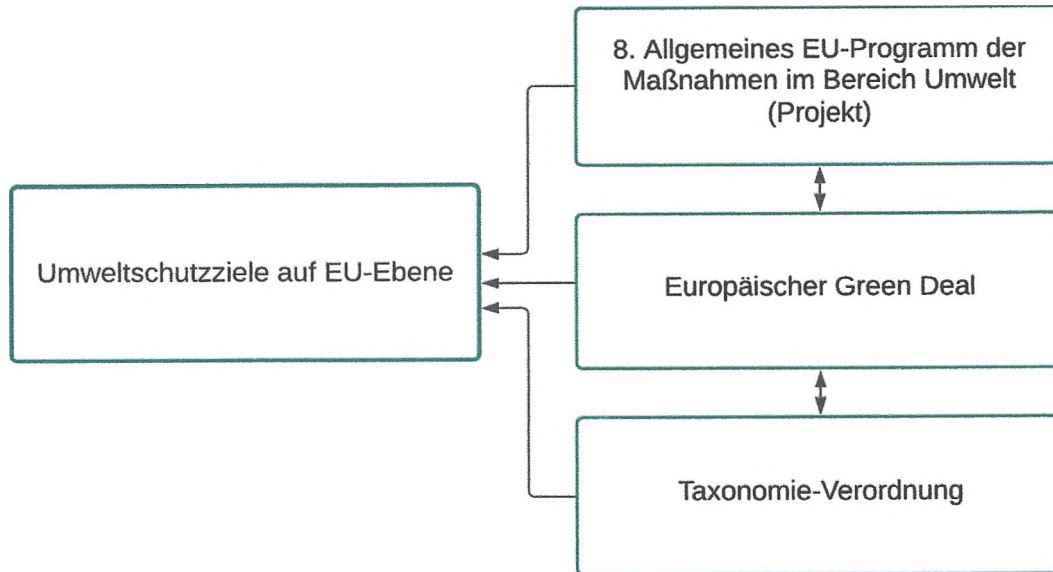 8. Allgemeines EU-Programm der
Maßnahmen im Bereich Umwelt
(Projekt)
Umweltschutzziele auf EU-Ebene
Europäischer Green Deal
Taxonomie-Verordnung